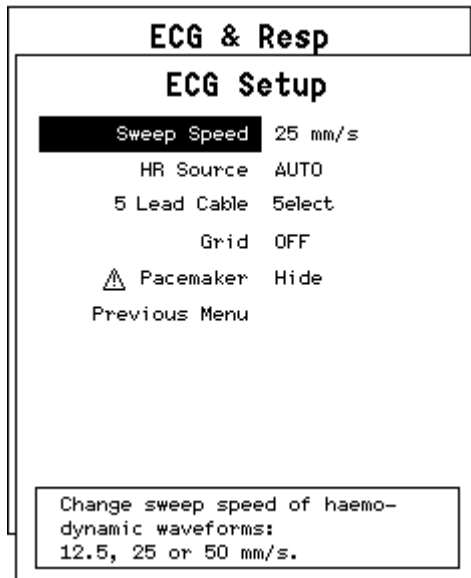 ECG & Resp
ECG Setup
Sweep Speed 25 mm/s
HR Source AUTO
5 Lead Cable 5elect
Grid OFF
⚠ Pacemaker Hide
Previous Menu
Change sweep speed of haemo-
dynamic waveforms:
12.5, 25 or 50 mm/s.